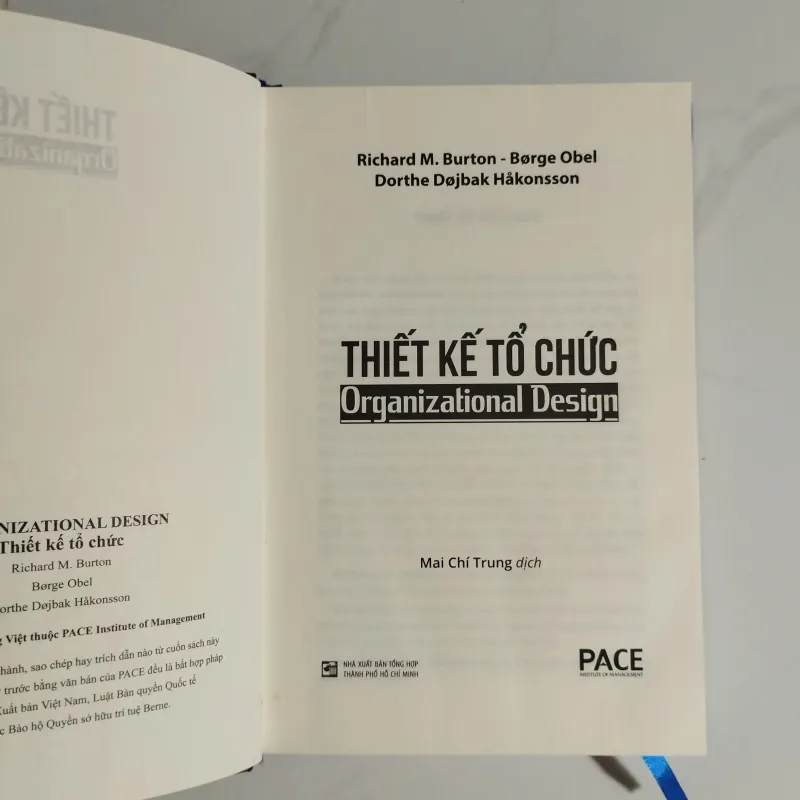 THIẾT KẾ
Organizati
NIZATIONAL DESIGN
Thiết kế tổ chức
Richard M. Burton
Børge Obel
orthe Døjbak Håkonsson
g Việt thuộc PACE Institute of Management
hành, sao chép hay trích dẫn nào từ cuốn sách này
trước bằng văn bản của PACE đều là bất hợp pháp
Xuất bản Việt Nam, Luật Bản quyền Quốc tế
c Bảo hộ Quyền sở hữu trí tuệ Berne.
Richard M. Burton - Børge Obel
Dorthe Døjbak Håkonsson
THIẾT KẾ TỔ CHỨC
Organizational Design
Mai Chí Trung dịch
NHÀ XUẤT BẢN TỔNG HỢP
THÀNH PHỐ HỒ CHÍ MINH
PACE
INSTITUTE OF MANAGEMENT